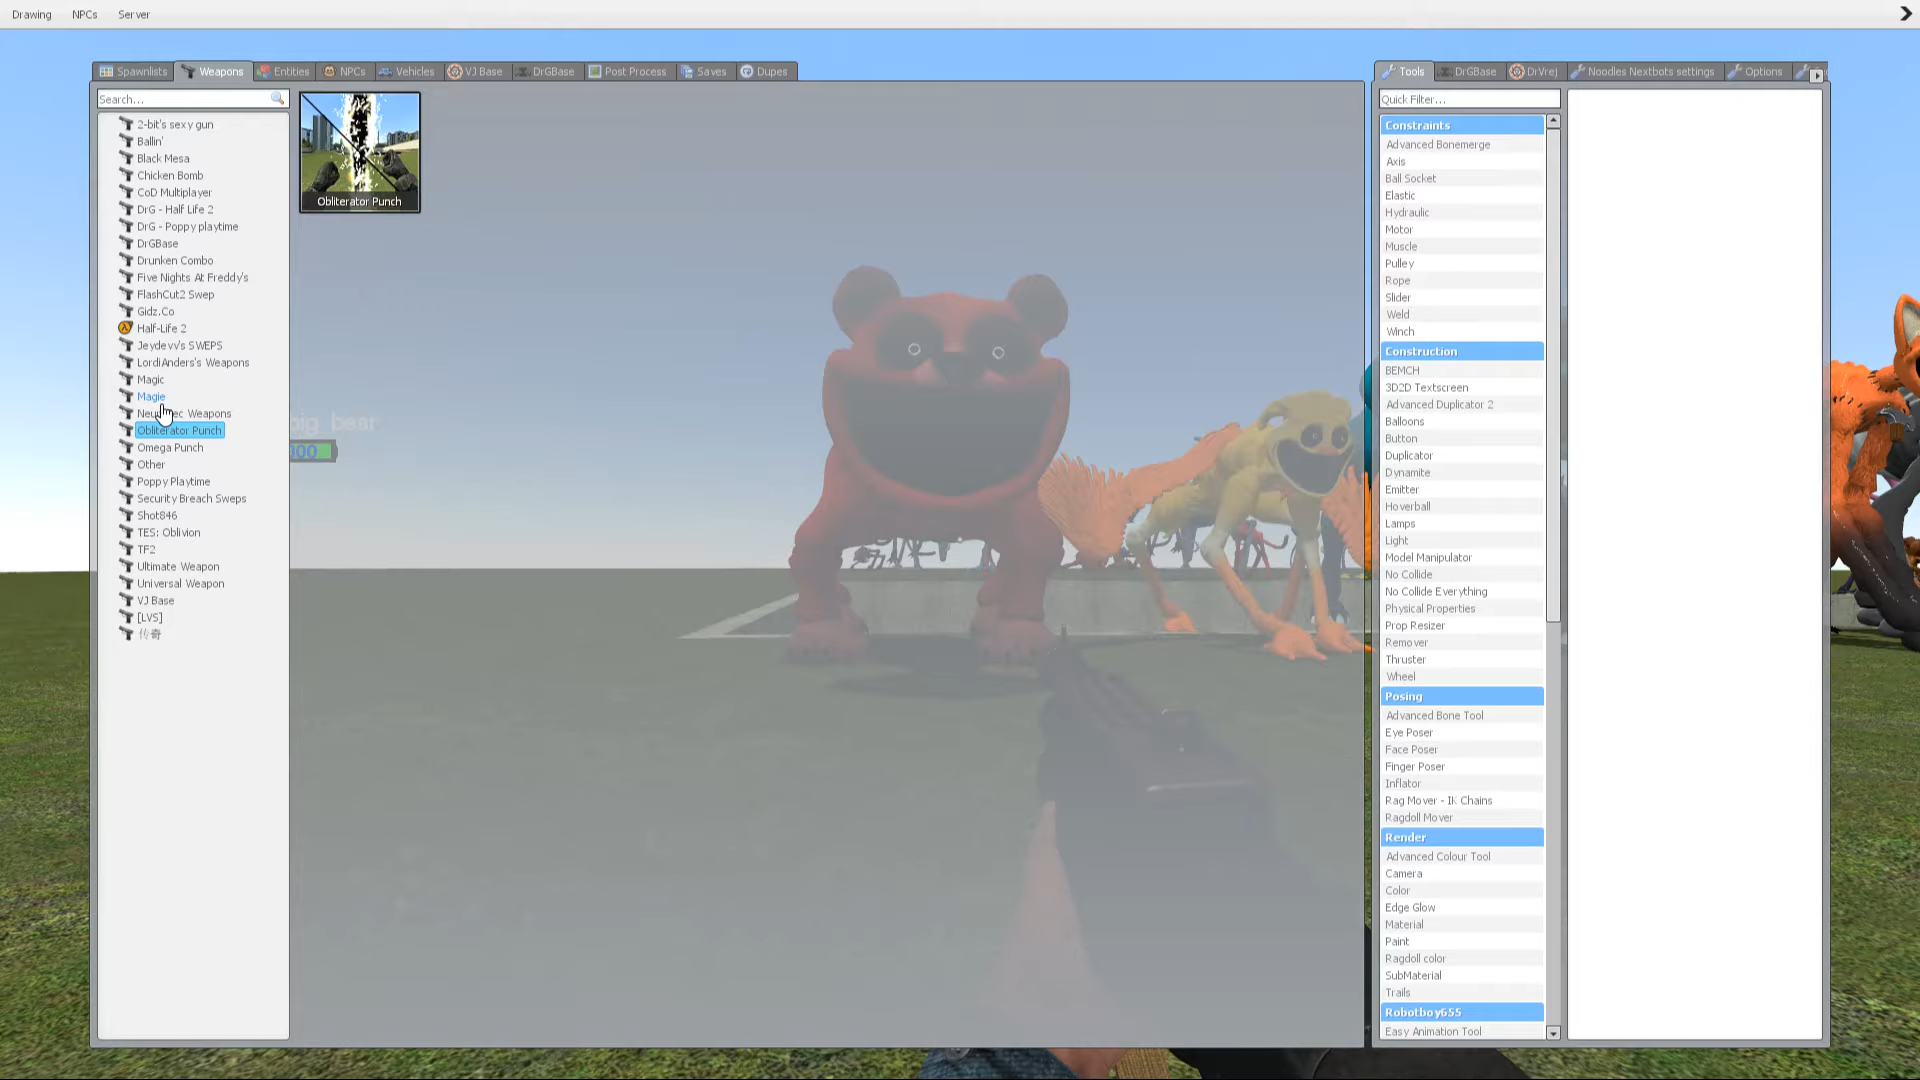 Drawing NPCs Server
Spawnlists Weapons Entities NPCs Vehicles VJ Base DrGBase Post Process Saves Dupes
Search...
2-bit's sexy gun
Ballin'
Black Mesa
Chicken Bomb
CoD Multiplayer
DrG - Half Life 2
DrG - Poppy playtime
DrGBase
Drunken Combo
Five Nights At Freddy's
FlashCut2 Swep
Gidz.Co
Half-Life 2
Jeydevv's SWEPS
LordiAnders's Weapons
Magic
Magie
Weapons
Obliterator Punch
Omega Punch
Other
Poppy Playtime
Security Breach Sweps
Shot846
TES: Oblivion
TF2
Ultimate Weapon
Universal Weapon
VJ Base
[LVS]
传奇
Obliterator Punch
big_bear
Tools DrGBase DrVrej Noodles Nextbots settings Options
Quick Filter...
Constraints
Advanced Bonemerge
Axis
Ball Socket
Elastic
Hydraulic
Motor
Muscle
Pulley
Rope
Slider
Weld
Winch
Construction
BEMCH
3D2D Textscreen
Advanced Duplicator 2
Balloons
Button
Duplicator
Dynamite
Emitter
Hoverball
Lamps
Light
Model Manipulator
No Collide
No Collide Everything
Physical Properties
Prop Resizer
Remover
Thruster
Wheel
Posing
Advanced Bone Tool
Eye Poser
Face Poser
Finger Poser
Inflator
Rag Mover - IK Chains
Ragdoll Mover
Render
Advanced Colour Tool
Camera
Color
Edge Glow
Material
Paint
Ragdoll color
SubMaterial
Trails
Robotboy655
Easy Animation Tool